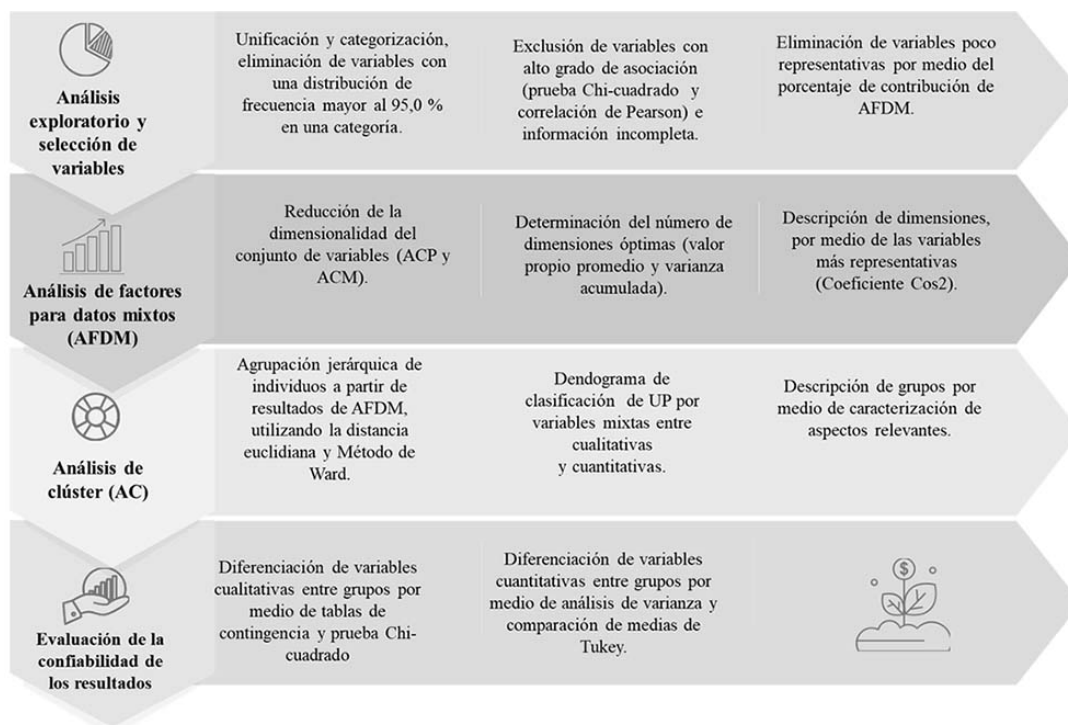 Análisis
exploratorio y
selección de
variables
Unificación y categorización,
eliminación de variables con
una distribución de
frecuencia mayor al 95,0 %
en una categoría.
Exclusión de variables con
alto grado de asociación
(prueba Chi-cuadrado y
correlación de Pearson) e
información incompleta.
Eliminación de variables poco
representativas por medio del
porcentaje de contribución de
AFDM.
Análisis de factores
para datos mixtos
(AFDM)
Reducción de la
dimensionalidad del
conjunto de variables (ACP y
ACM).
Determinación del número de
dimensiones óptimas (valor
propio promedio y varianza
acumulada).
Descripción de dimensiones,
por medio de las variables
más representativas
(Coeficiente Cos2).
Análisis de
clúster (AC)
Agrupación jerárquica de
individuos a partir de
resultados de AFDM,
utilizando la distancia
euclidiana y Método de
Ward.
Dendograma de
clasificación de UP por
variables mixtas entre
cualitativas
y cuantitativas.
Descripción de grupos por
medio de caracterización de
aspectos relevantes.
Evaluación de la
confiabilidad de
los resultados
Diferenciación de variables
cualitativas entre grupos por
medio de tablas de
contingencia y prueba Chi-
cuadrado
Diferenciación de variables
cuantitativas entre grupos por
medio de análisis de varianza y
comparación de medias de
Tukey.
$